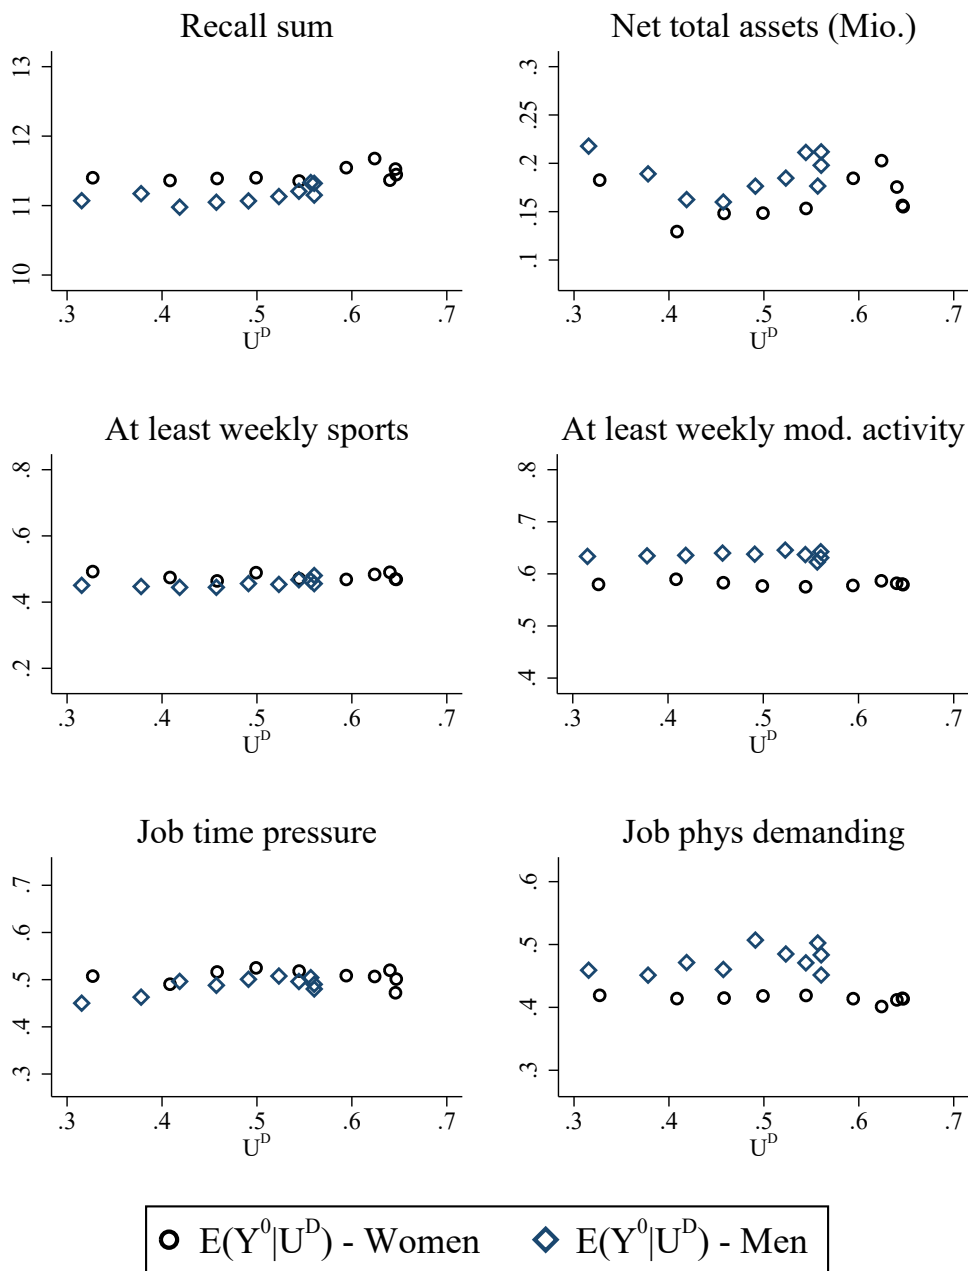 Recall sum
13
12
11
10
.3 .4 .5 .6 .7
U^D
Net total assets (Mio.)
.3
.25
.2
.15
.1
.3 .4 .5 .6 .7
U^D
At least weekly sports
.8
.6
.4
.2
.3 .4 .5 .6 .7
U^D
At least weekly mod. activity
.8
.7
.6
.5
.4
.3 .4 .5 .6 .7
U^D
Job time pressure
.7
.6
.5
.4
.3
.3 .4 .5 .6 .7
U^D
Job phys demanding
.6
.5
.4
.3
.3 .4 .5 .6 .7
U^D
E(Y^0|U^D) - Women E(Y^0|U^D) - Men